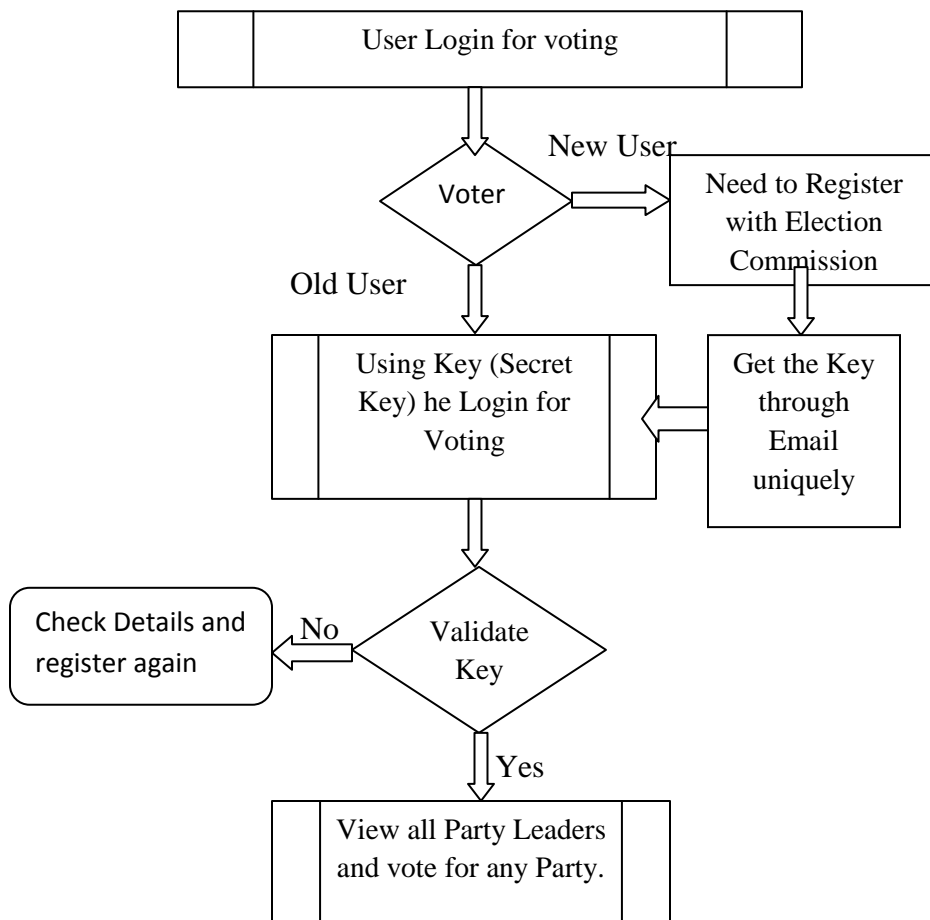 User Login for voting
New User
Voter
Need to Register
with Election
Commission
Old User
Using Key (Secret
Key) he Login for
Voting
Get the Key
through
Email
uniquely
Check Details and
register again
No
Validate
Key
Yes
View all Party Leaders
and vote for any Party.